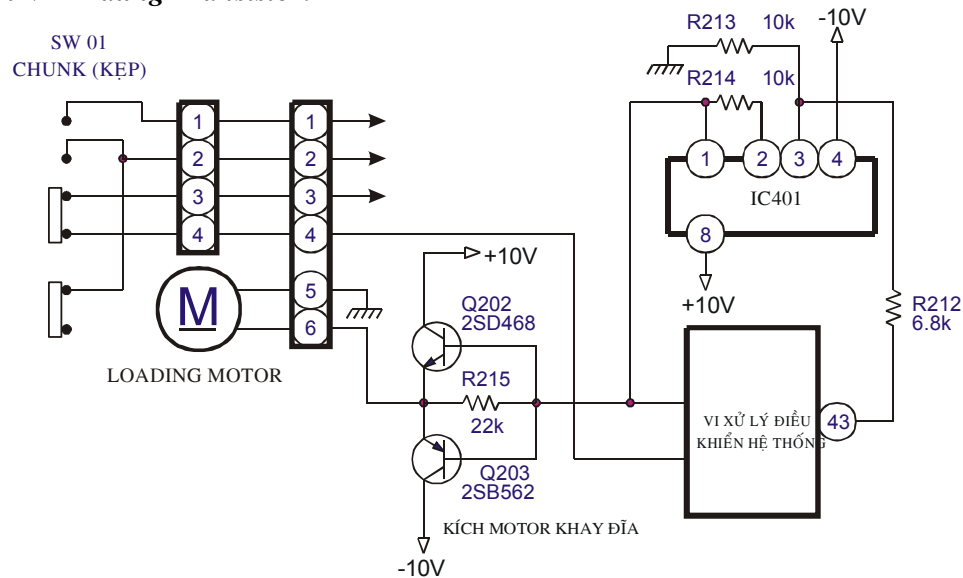 SW 01
CHUNK (KẸP)
1
2
3
4
1
2
3
4
5
6
M
LOADING MOTOR
+10V
Q202
2SD468
R215
22k
Q203
2SB562
-10V
KÍCH MOTOR KHAY ĐĨA
R213 10k
-10V
R214 10k
1
2
3
4
IC401
8
+10V
R212
6.8k
VI XỬ LÝ ĐIỀU
KHIỂN HỆ THỐNG
43